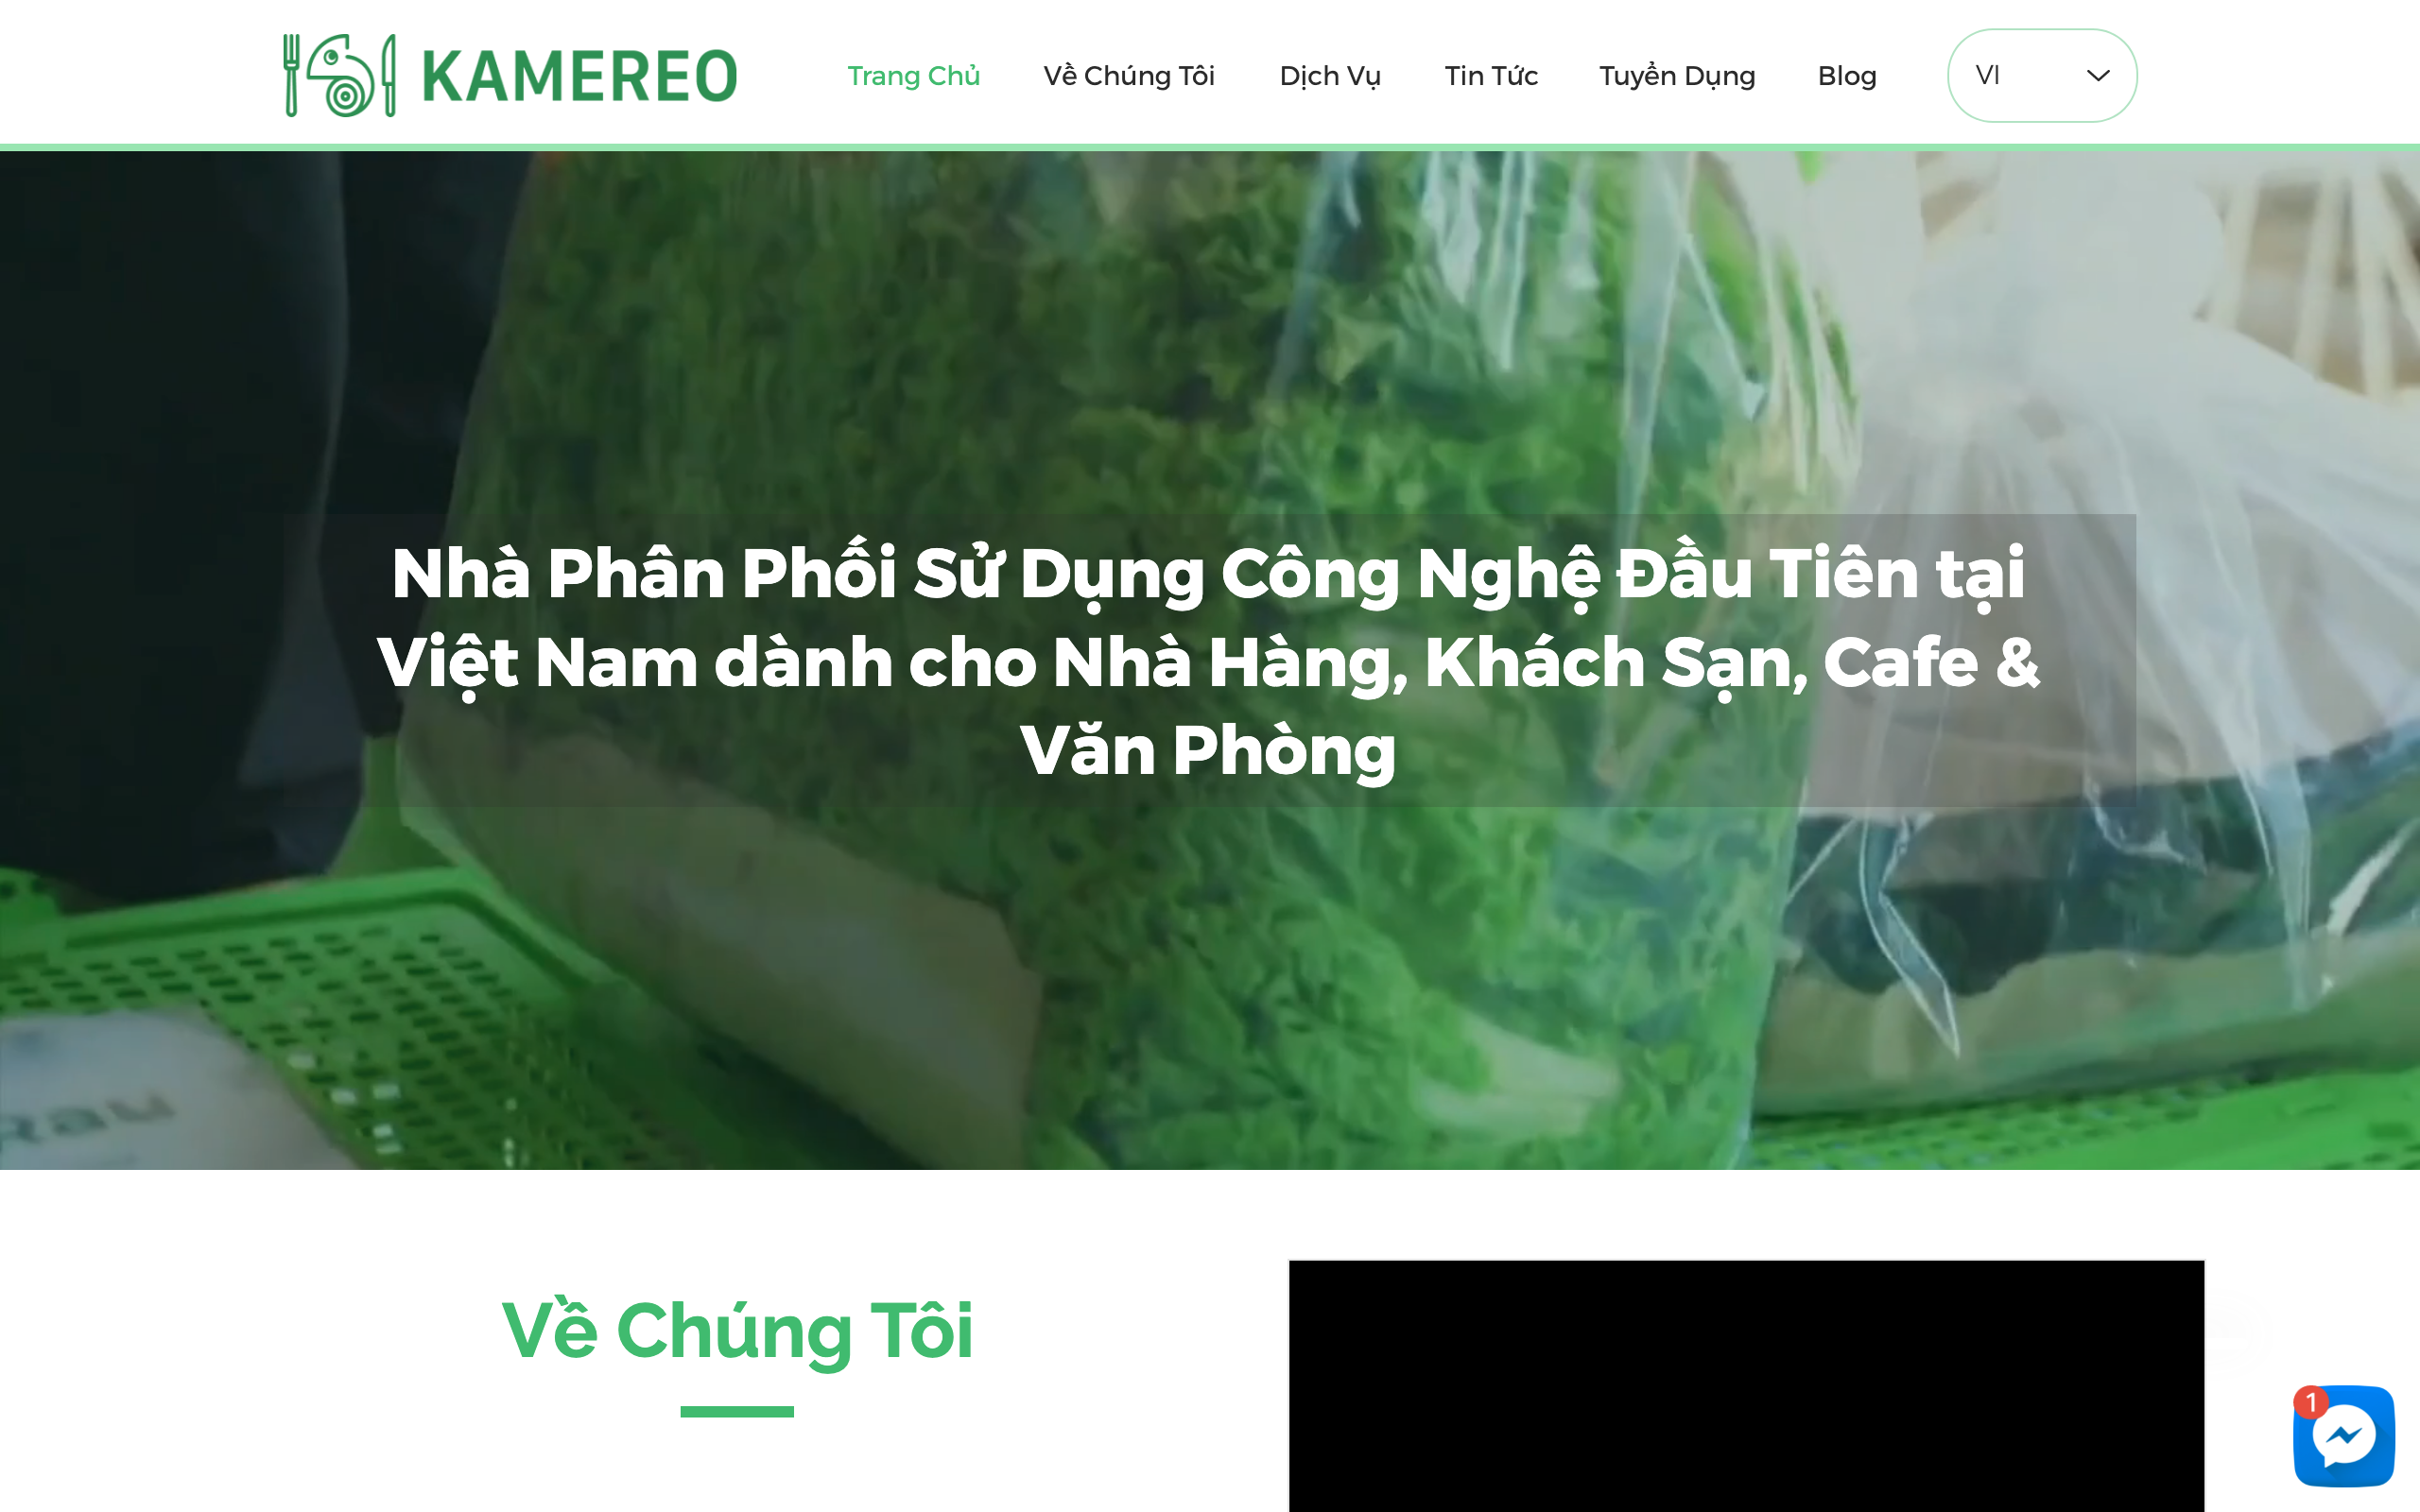 KAMEREO
Trang Chủ
Về Chúng Tôi
Dịch Vụ
Tin Tức
Tuyển Dụng
Blog
VI
Nhà Phân Phối Sử Dụng Công Nghệ Đầu Tiên tại
Việt Nam dành cho Nhà Hàng, Khách Sạn, Cafe &
Văn Phòng
Rau
Về Chúng Tôi
1